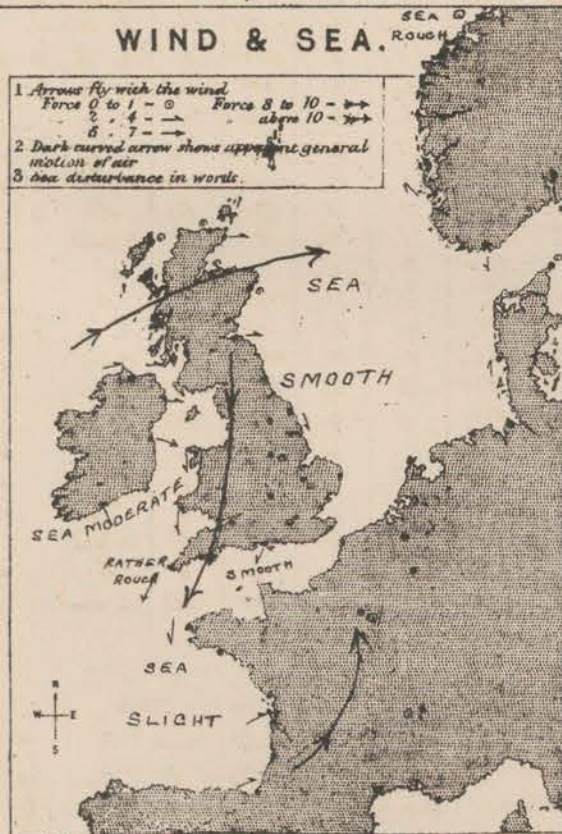 WIND & SEA.
SEA
ROUGH
1 Arrows fly with the wind
Force 0 to 1 - ⊙ Force 8 to 10 - 
2 . 4 - → above 10 - 
5 . 7 - →
2 Dark curved arrow shows apparent general
motion of air
3 Sea disturbance in words.
SEA
SMOOTH
SEA MODERATE
RATHER
ROUGH
SMOOTH
SEA
SLIGHT
N
W E
S